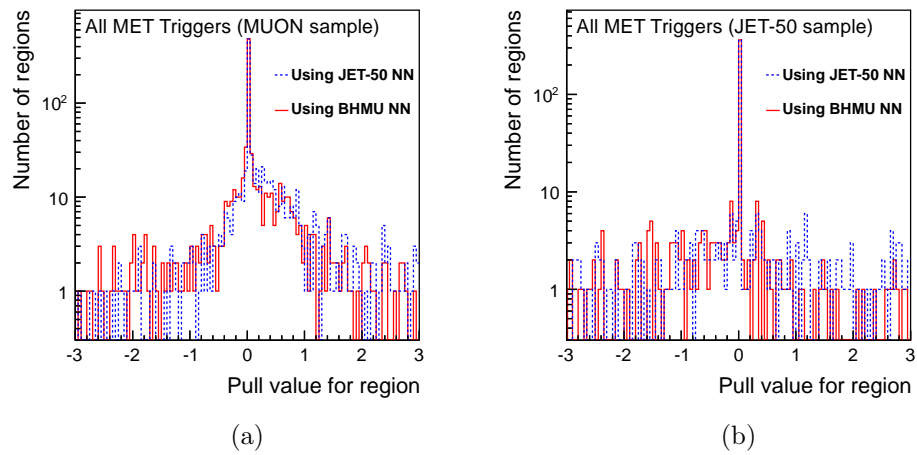 All MET Triggers (MUON sample)
Number of regions
10²
10
1
Using JET-50 NN
Using BHMU NN
-3 -2 -1 0 1 2 3
Pull value for region
(a)
All MET Triggers (JET-50 sample)
Number of regions
10²
10
1
Using JET-50 NN
Using BHMU NN
-3 -2 -1 0 1 2 3
Pull value for region
(b)